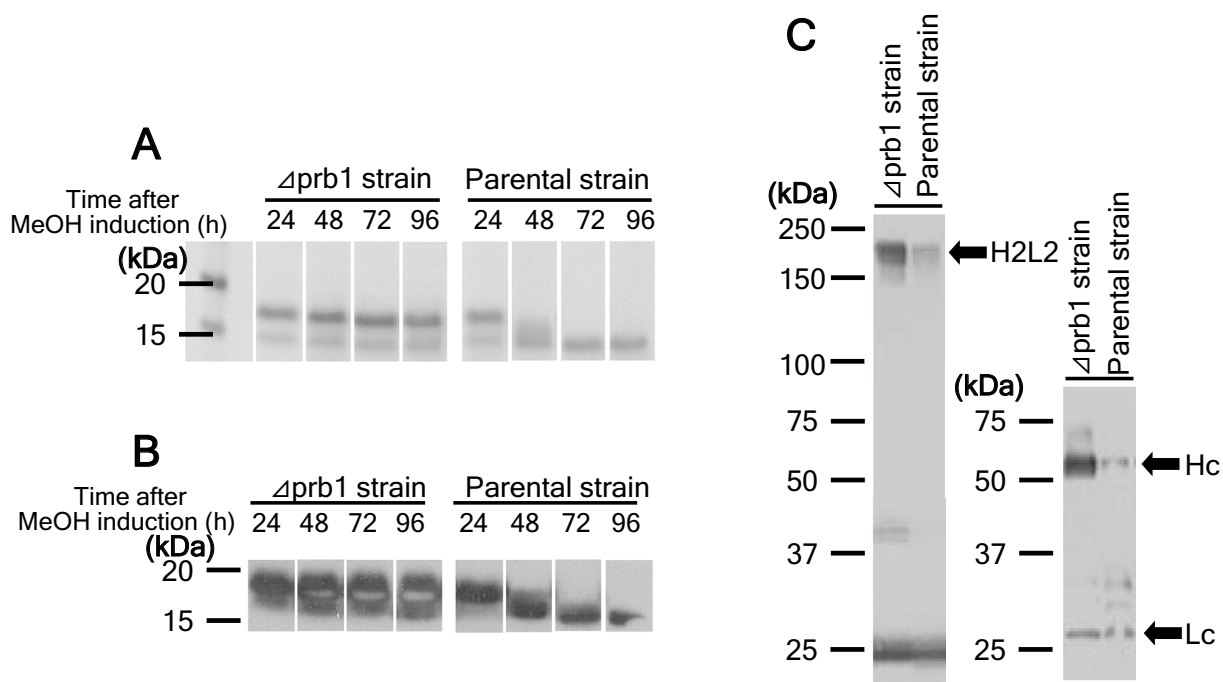 A
⊿prb1 strain Parental strain
Time after
MeOH induction (h) 24 48 72 96 24 48 72 96
(kDa)
20
15
B
Time after
MeOH induction (h)
⊿prb1 strain Parental strain
24 48 72 96 24 48 72 96
(kDa)
20
15
C
⊿prb1 strain
Parental strain
(kDa)
250
150
100
75
50
37
25
H2L2
⊿prb1 strain
Parental strain
(kDa)
75
50
37
25
Hc
Lc